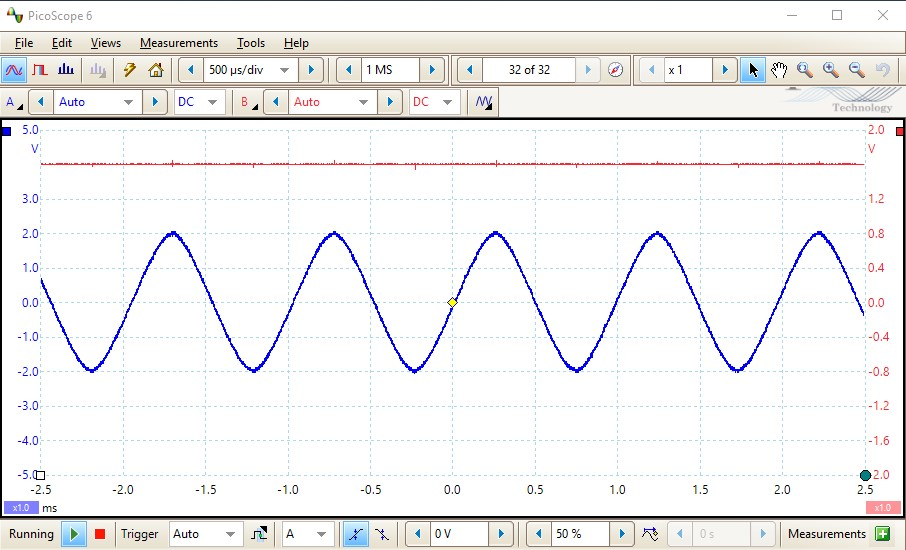 PicoScope 6
File Edit Views Measurements Tools Help
500 µs/div 1 MS 32 of 32 x 1
A Auto DC B Auto DC
Technology
5.0 2.0
V V
3.0 1.2
2.0 0.8
1.0 0.4
0.0 0.0
-1.0 -0.4
-2.0 -0.8
-3.0 -1.2
-4.0 -1.6
-5.0 -2.0
-2.5 -2.0 -1.5 -1.0 -0.5 0.0 0.5 1.0 1.5 2.0 2.5
x1.0 ms x1.0
Running Trigger Auto A 0 V 50 % 0 s Measurements